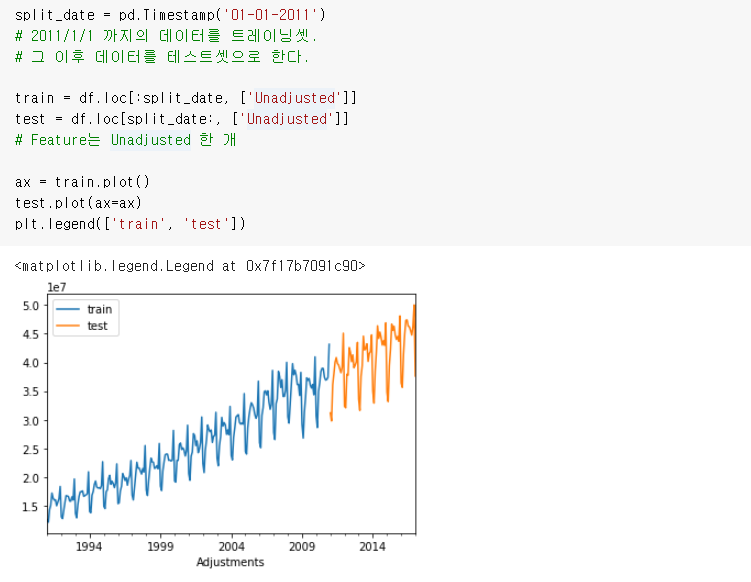 split_date = pd.Timestamp('01-01-2011')
# 2011/1/1 까지의 데이터를 트레이닝셋.
# 그 이후 데이터를 테스트셋으로 한다.
train = df.loc[:split_date, ['Unadjusted']]
test = df.loc[split_date:, ['Unadjusted']]
# Feature는 Unadjusted 한 개
ax = train.plot()
test.plot(ax=ax)
plt.legend(['train', 'test'])
<matplotlib.legend.Legend at 0x7f17b7091c90>
1e7
train
test
5.0
4.5
4.0
3.5
3.0
2.5
2.0
1.5
1994 1999 2004 2009 2014
Adjustments